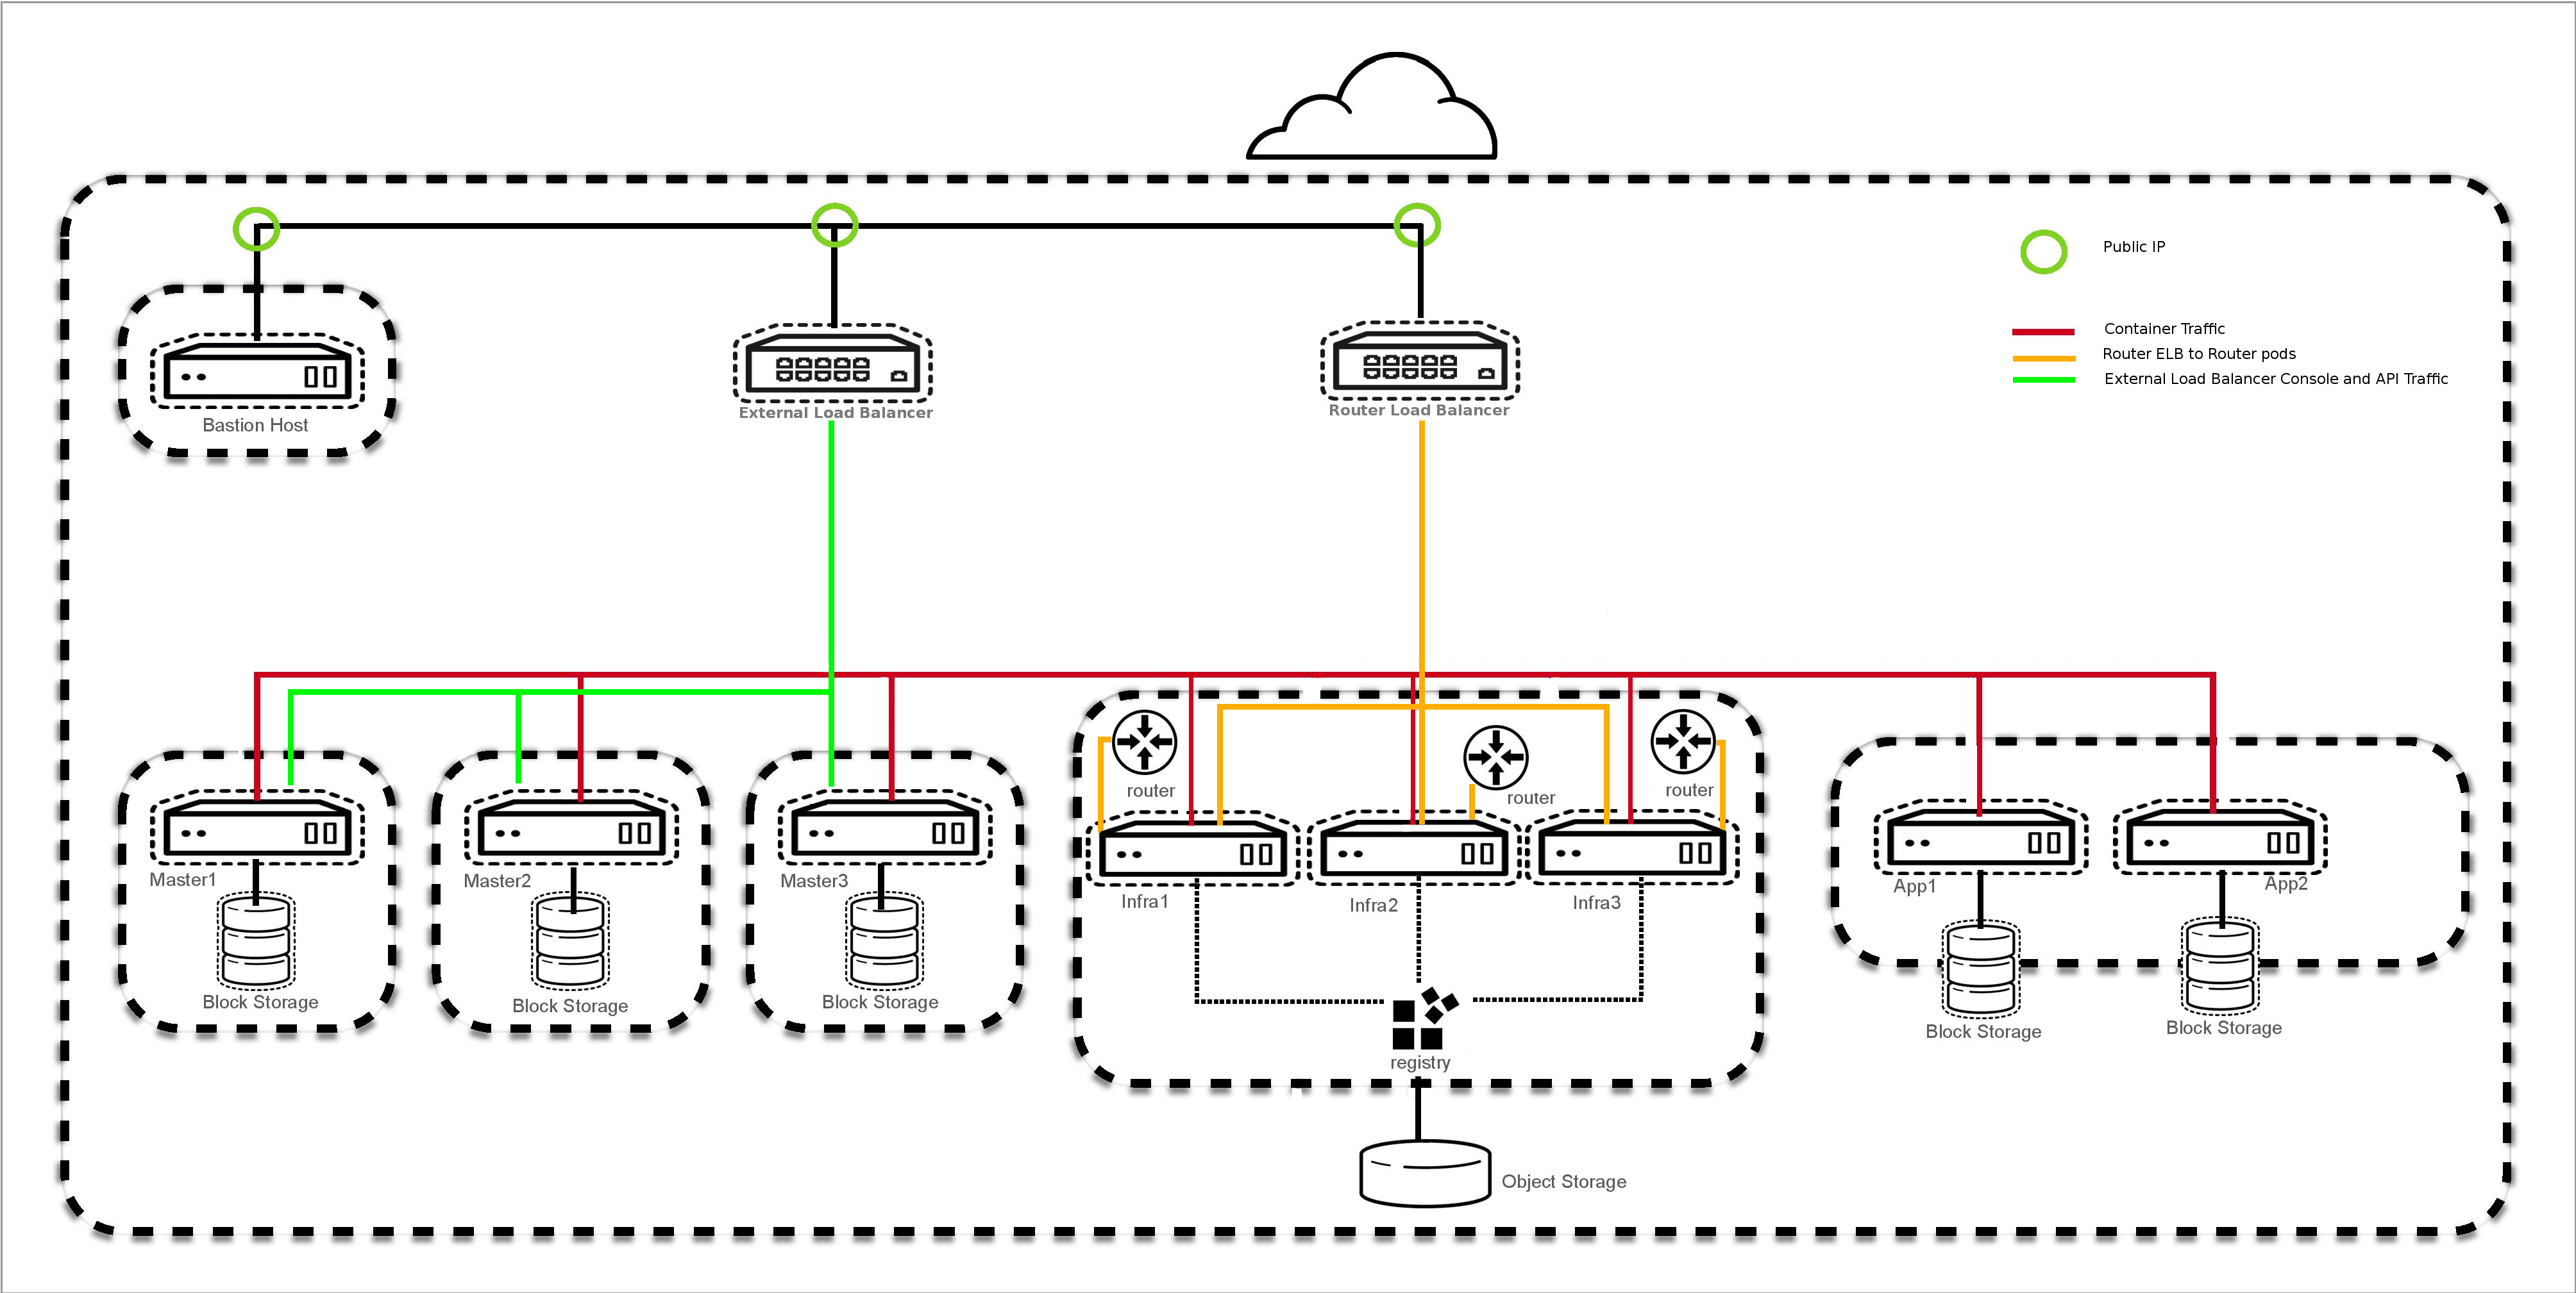 Public IP
Container Traffic
Router ELB to Router pods
External Load Balancer Console and API Traffic
Bastion Host
External Load Balancer
Router Load Balancer
router
router
router
Master1
Master2
Master3
Infra1
Infra2
Infra3
App1
App2
Block Storage
Block Storage
Block Storage
Block Storage
Block Storage
registry
Object Storage